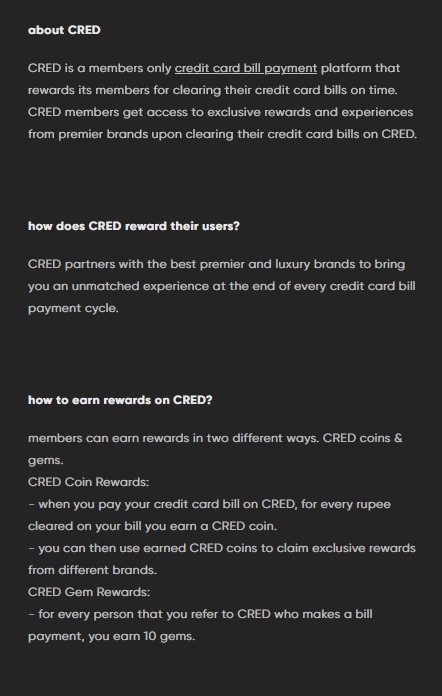 about CRED
CRED is a members only credit card bill payment platform that
rewards its members for clearing their credit card bills on time.
CRED members get access to exclusive rewards and experiences
from premier brands upon clearing their credit card bills on CRED.
how does CRED reward their users?
CRED partners with the best premier and luxury brands to bring
you an unmatched experience at the end of every credit card bill
payment cycle.
how to earn rewards on CRED?
members can earn rewards in two different ways. CRED coins &
gems.
CRED Coin Rewards:
- when you pay your credit card bill on CRED, for every rupee
cleared on your bill you earn a CRED coin.
- you can then use earned CRED coins to claim exclusive rewards
from different brands.
CRED Gem Rewards:
- for every person that you refer to CRED who makes a bill
payment, you earn 10 gems.